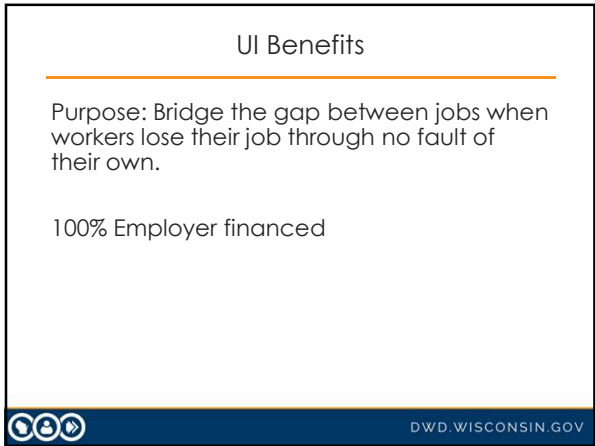 UI Benefits
Purpose: Bridge the gap between jobs when
workers lose their job through no fault of
their own.
100% Employer financed
DWD.WISCONSIN.GOV